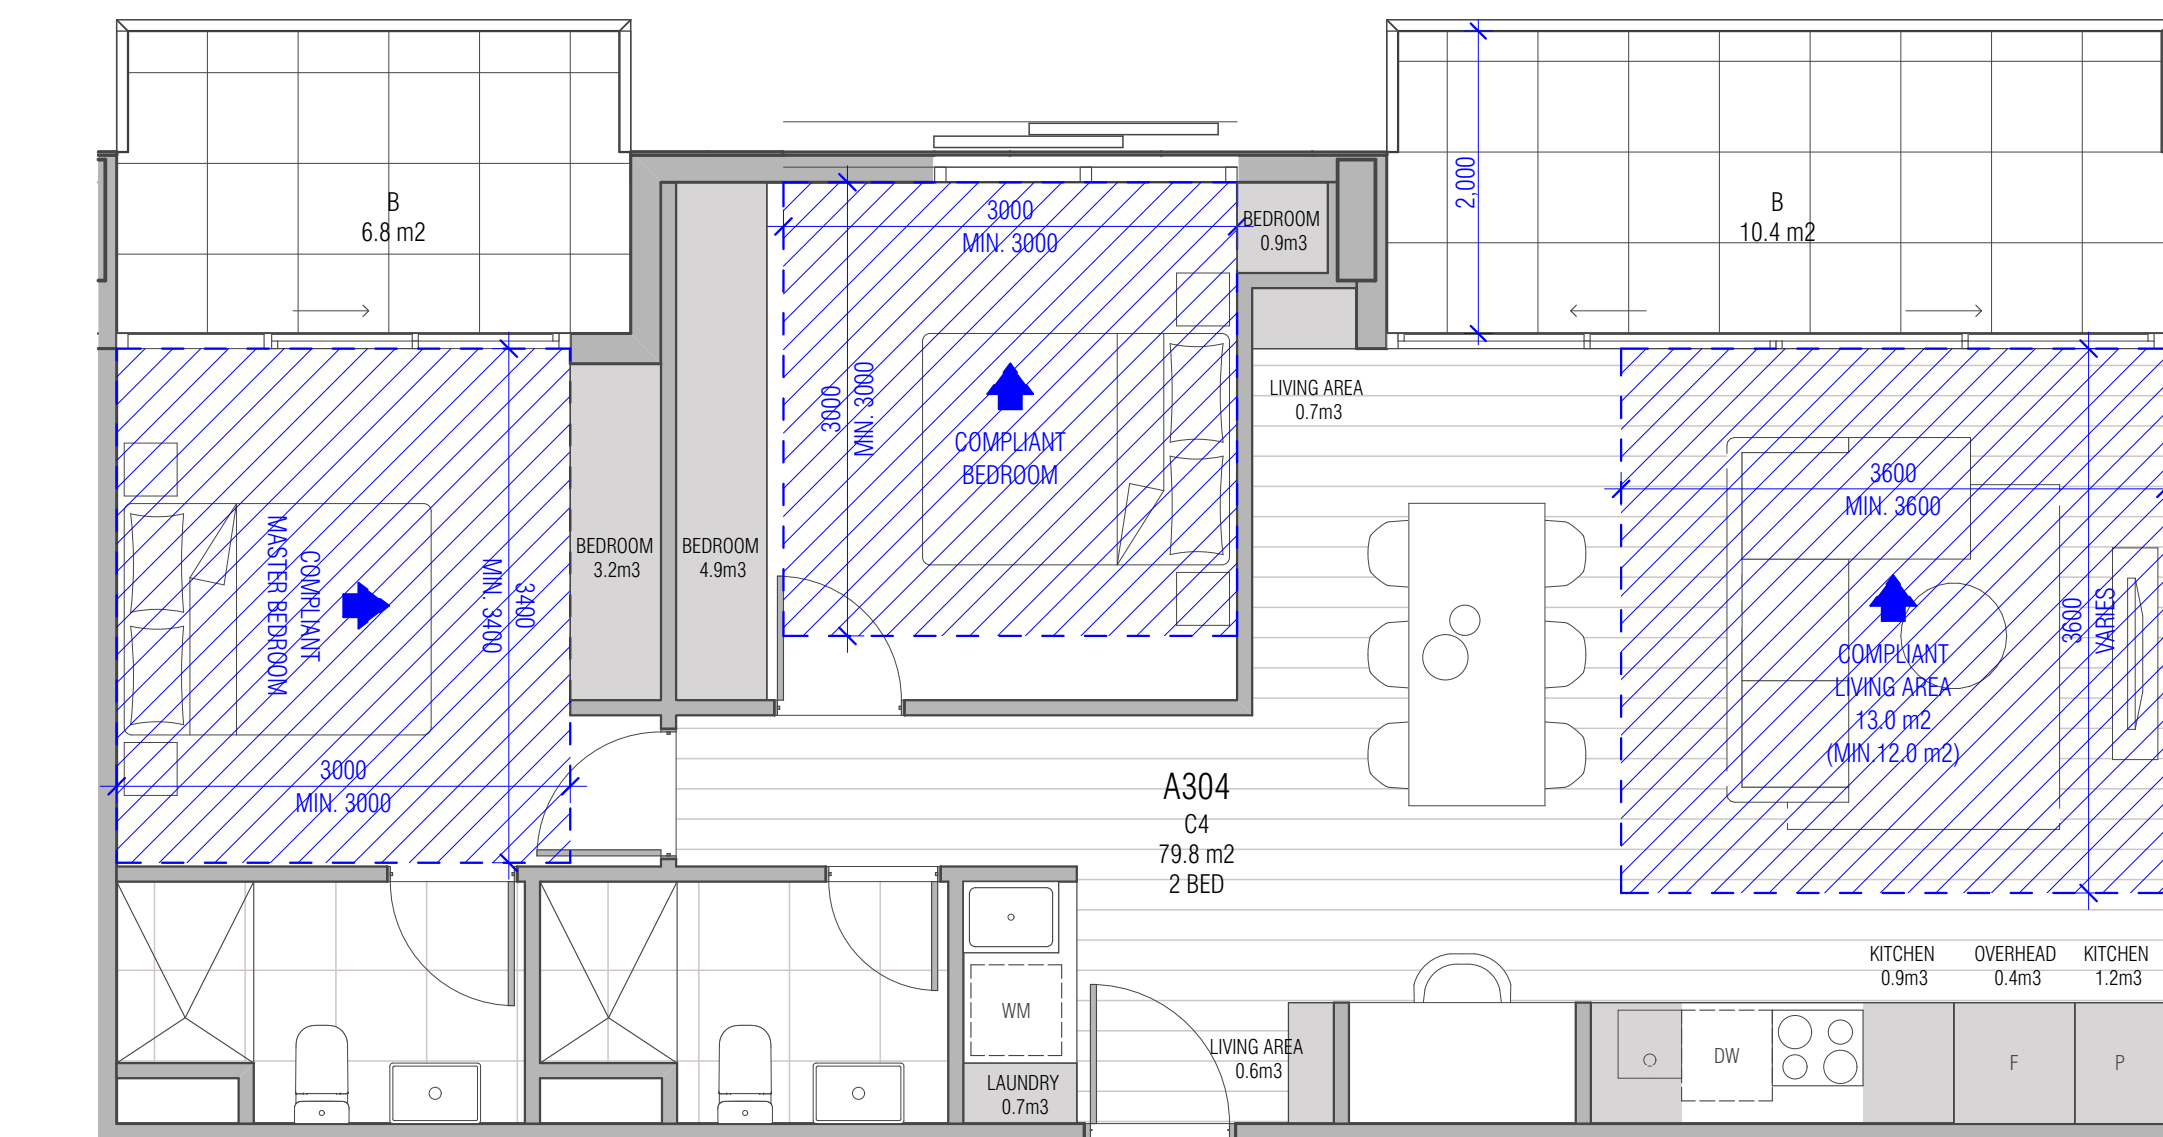 B
6.8 m2
2,000
B
10.4 m2
3000
MIN. 3000
BEDROOM
0.9m3
3000
MIN. 3000
COMPLIANT
BEDROOM
LIVING AREA
0.7m3
3600
MIN. 3600
COMPLIANT
MASTER BEDROOM
3400
MIN. 3400
BEDROOM
3.2m3
BEDROOM
4.9m3
3600
VARIES
COMPLIANT
LIVING AREA
13.0 m2
(MIN.12.0 m2)
3000
MIN. 3000
A304
C4
79.8 m2
2 BED
KITCHEN
0.9m3
OVERHEAD
0.4m3
KITCHEN
1.2m3
WM
LIVING AREA
0.6m3
DW
F
P
LAUNDRY
0.7m3